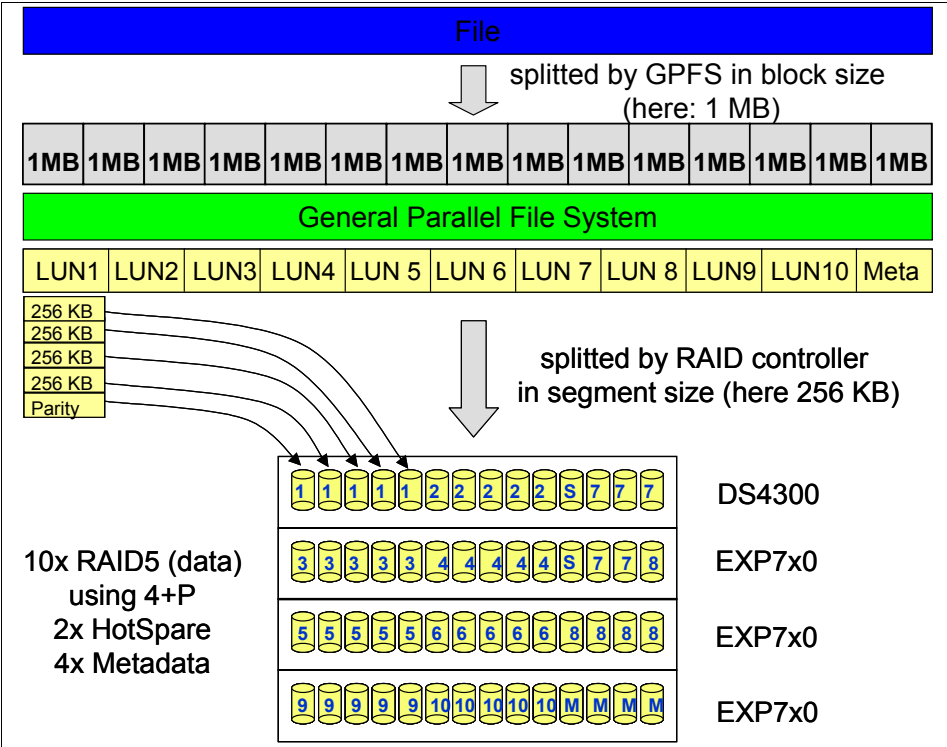 File
splitted by GPFS in block size
(here: 1 MB)
1MB 1MB 1MB 1MB 1MB 1MB 1MB 1MB 1MB 1MB 1MB 1MB 1MB 1MB 1MB
General Parallel File System
LUN1 LUN2 LUN3 LUN4 LUN 5 LUN 6 LUN 7 LUN 8 LUN9 LUN10 Meta
256 KB
256 KB
256 KB
256 KB
Parity
splitted by RAID controller
in segment size (here 256 KB)
1 1 1 1 1 2 2 2 2 2 S 7 7 7
DS4300
3 3 3 3 3 4 4 4 4 4 S 7 7 8
EXP7x0
5 5 5 5 5 6 6 6 6 6 8 8 8 8
EXP7x0
9 9 9 9 9 10 10 10 10 10 M M M M
EXP7x0
10x RAID5 (data)
using 4+P
2x HotSpare
4x Metadata